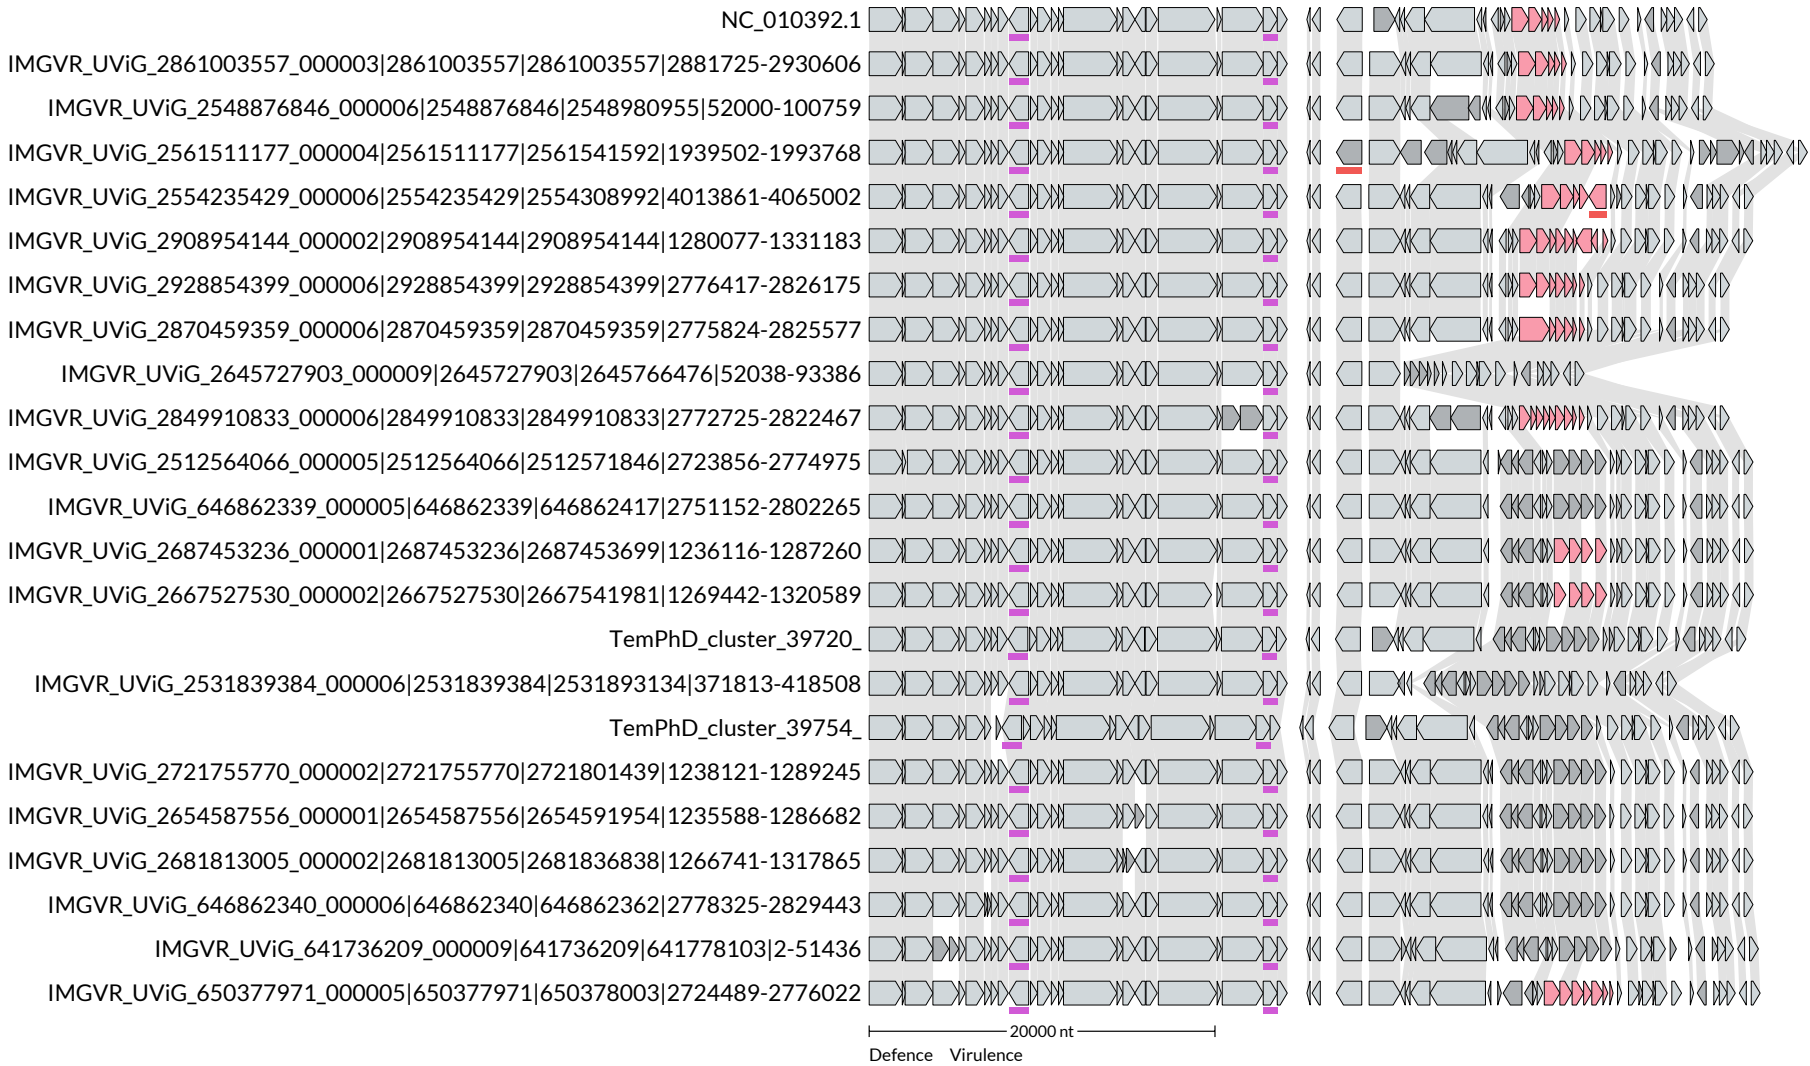 NC_010392.1
IMGVR_UViG_2861003557_000003|2861003557|2861003557|2881725-2930606
IMGVR_UViG_2548876846_000006|2548876846|2548980955|52000-100759
IMGVR_UViG_2561511177_000004|2561511177|2561541592|1939502-1993768
IMGVR_UViG_2554235429_000006|2554235429|2554308992|4013861-4065002
IMGVR_UViG_2908954144_000002|2908954144|2908954144|1280077-1331183
IMGVR_UViG_2928854399_000006|2928854399|2928854399|2776417-2826175
IMGVR_UViG_2870459359_000006|2870459359|2870459359|2775824-2825577
IMGVR_UViG_2645727903_000009|2645727903|2645766476|52038-93386
IMGVR_UViG_2849910833_000006|2849910833|2849910833|2772725-2822467
IMGVR_UViG_2512564066_000005|2512564066|2512571846|2723856-2774975
IMGVR_UViG_646862339_000005|646862339|646862417|2751152-2802265
IMGVR_UViG_2687453236_000001|2687453236|2687453699|1236116-1287260
IMGVR_UViG_2667527530_000002|2667527530|2667541981|1269442-1320589
TemPhD_cluster_39720_
IMGVR_UViG_2531839384_000006|2531839384|2531893134|371813-418508
TemPhD_cluster_39754_
IMGVR_UViG_2721755770_000002|2721755770|2721801439|1238121-1289245
IMGVR_UViG_2654587556_000001|2654587556|2654591954|1235588-1286682
IMGVR_UViG_2681813005_000002|2681813005|2681836838|1266741-1317865
IMGVR_UViG_646862340_000006|646862340|646862362|2778325-2829443
IMGVR_UViG_641736209_000009|641736209|641778103|2-51436
IMGVR_UViG_650377971_000005|650377971|650378003|2724489-2776022
20000 nt
Defence Virulence